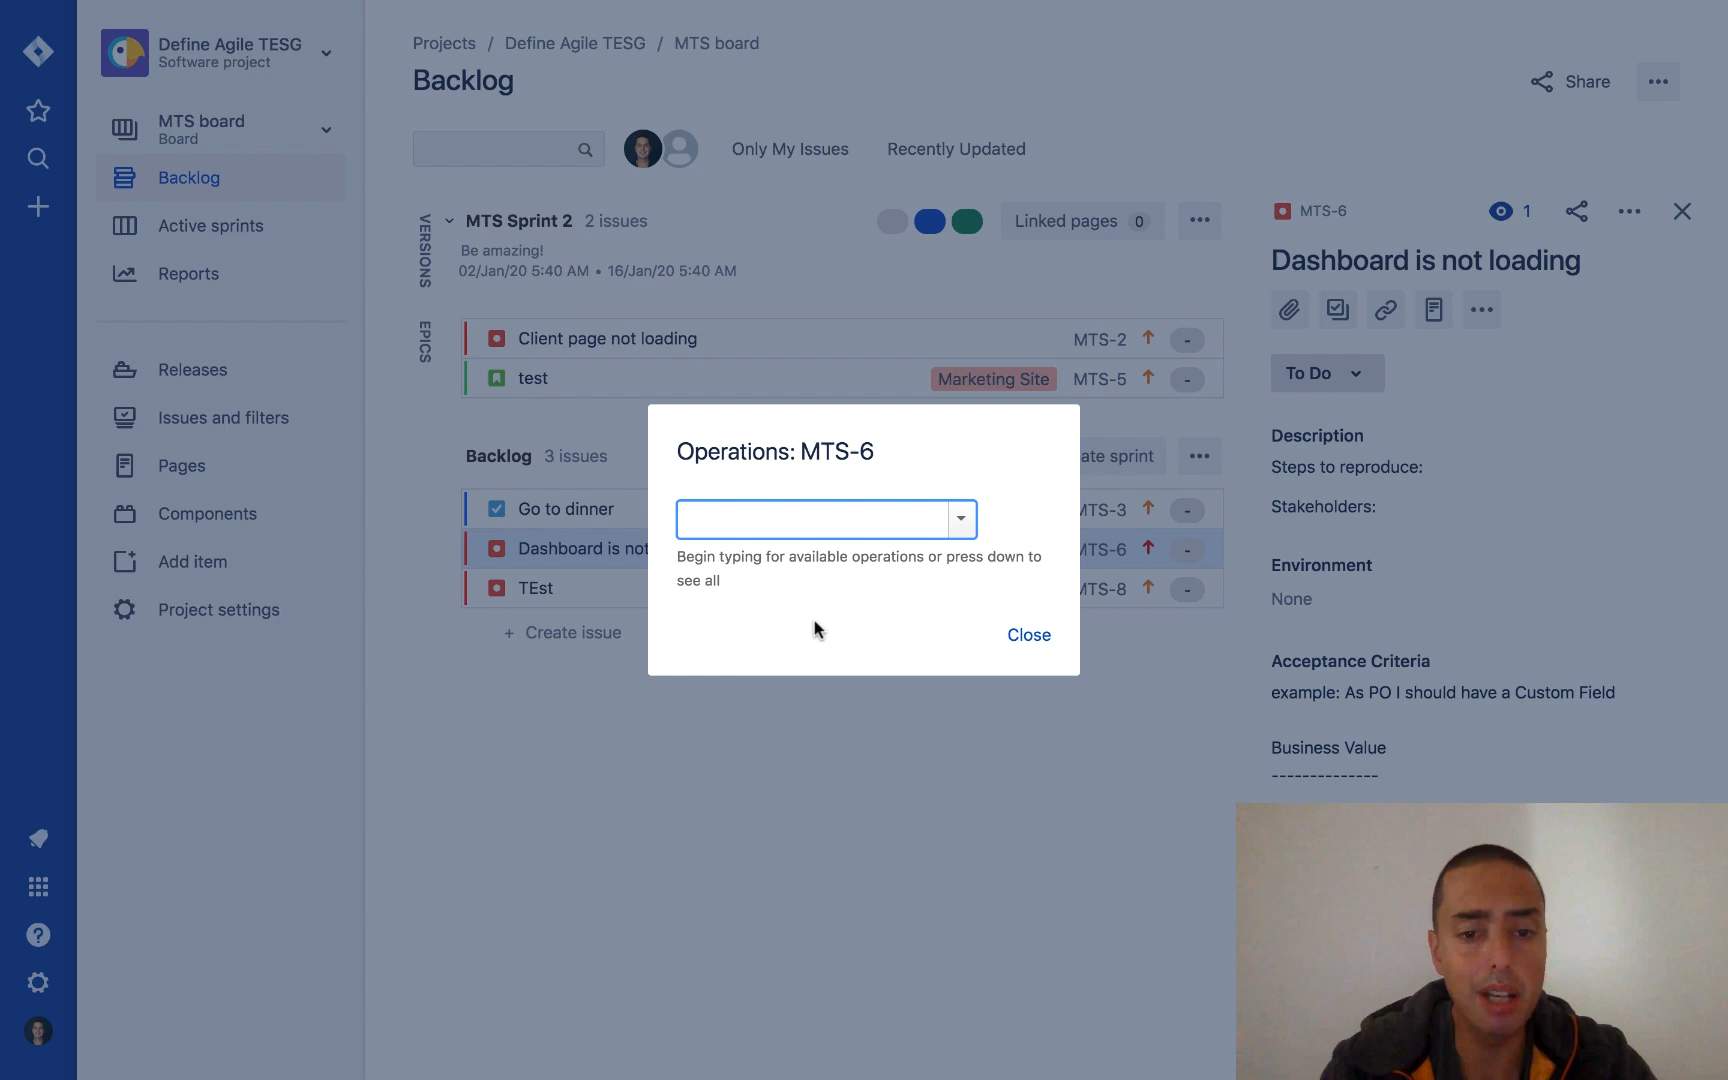 Define Agile TESG
Software project
MTS board
Board
Backlog
Active sprints
Reports
Releases
Issues and filters
Pages
Components
Add item
Project settings
Projects / Define Agile TESG / MTS board
Backlog
Share
Only My Issues
Recently Updated
VERSIONS
EPICS
MTS Sprint 2 2 issues
Linked pages 0
Be amazing!
02/Jan/20 5:40 AM • 16/Jan/20 5:40 AM
Client page not loading MTS-2 -
test Marketing Site MTS-5 -
Backlog 3 issues
ate sprint
Go to dinner MTS-3 -
Dashboard is not MTS-6 -
TEst MTS-8 -
+ Create issue
Operations: MTS-6
Begin typing for available operations or press down to
see all
Close
MTS-6
1
Dashboard is not loading
To Do
Description
Steps to reproduce:
Stakeholders:
Environment
None
Acceptance Criteria
example: As PO I should have a Custom Field
Business Value
--------------